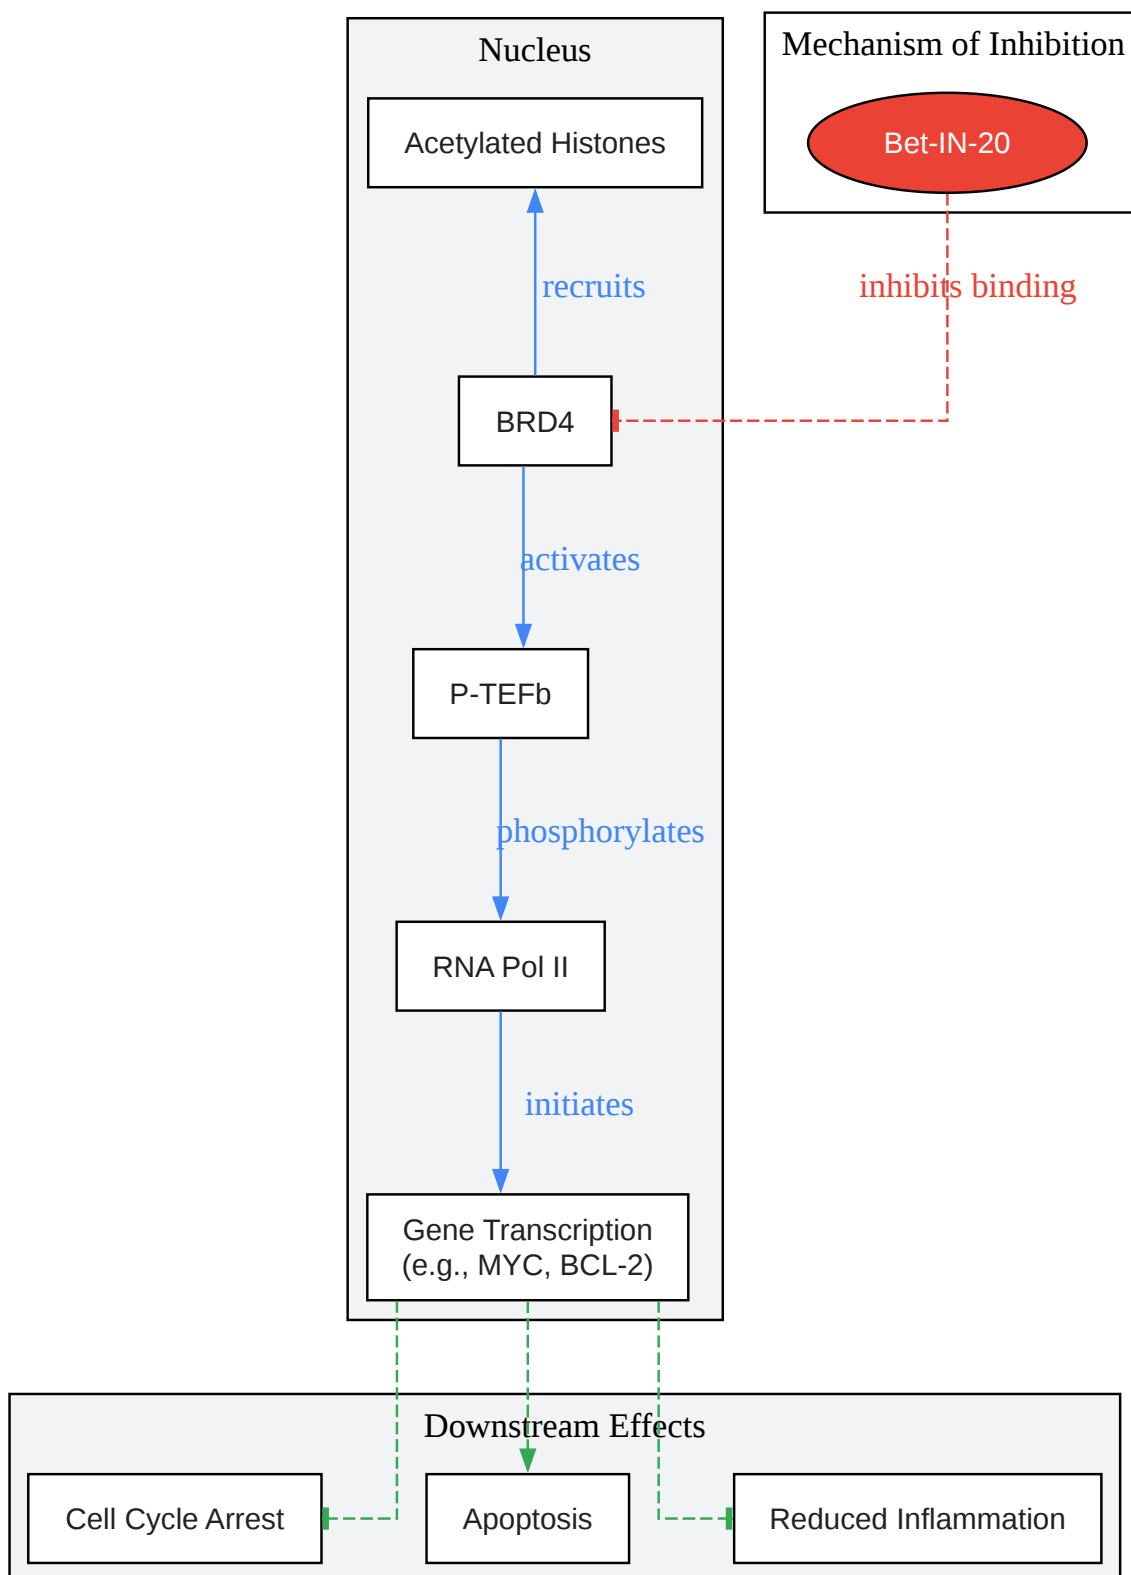 Nucleus
Mechanism of Inhibition
Acetylated Histones
Bet-IN-20
recruits
inhibits binding
BRD4
activates
P-TEFb
phosphorylates
RNA Pol II
initiates
Gene Transcription
(e.g., MYC, BCL-2)
Downstream Effects
Cell Cycle Arrest
Apoptosis
Reduced Inflammation